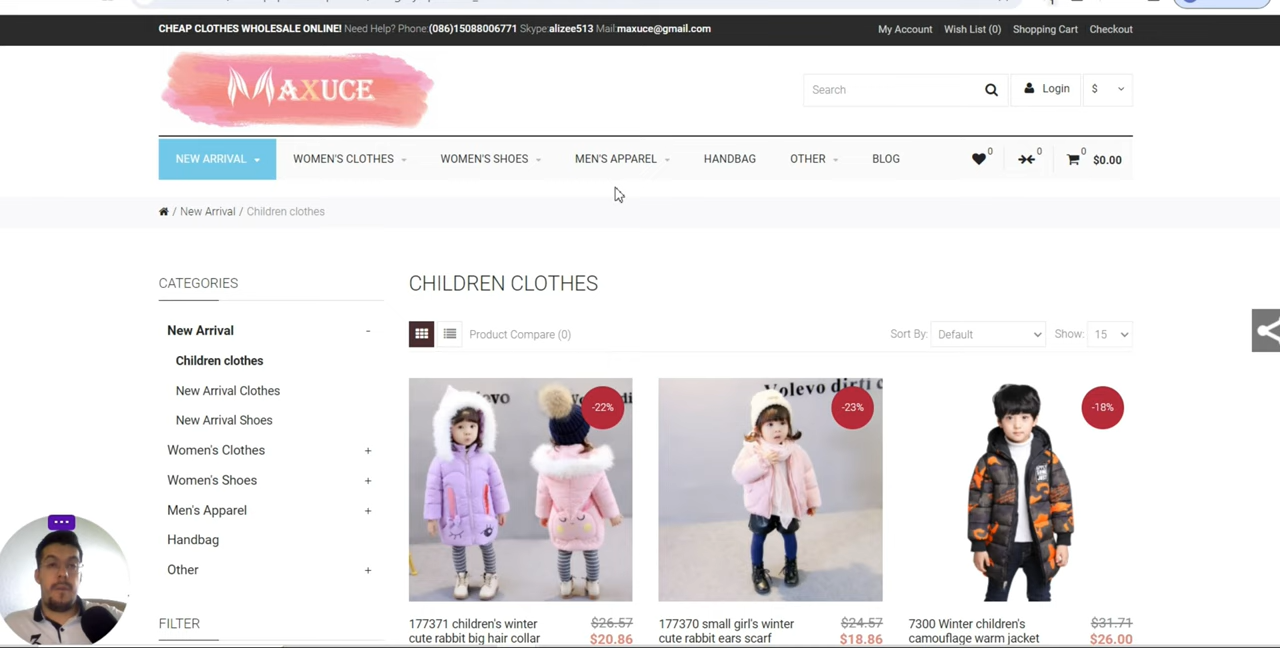 CHEAP CLOTHES WHOLESALE ONLINE! Need Help? Phone:(086)15088006771 Skype:alizee513 Mail:maxuce@gmail.com
My Account Wish List (0) Shopping Cart Checkout
MAXUCE
Search
Login
$
NEW ARRIVAL WOMEN'S CLOTHES WOMEN'S SHOES MEN'S APPAREL HANDBAG OTHER BLOG 0 0 0 $0.00
/ New Arrival / Children clothes
CATEGORIES
New Arrival -
Children clothes
New Arrival Clothes
New Arrival Shoes
Women's Clothes +
Women's Shoes +
Men's Apparel +
Handbag
Other +
FILTER
CHILDREN CLOTHES
Product Compare (0)
Sort By: Default Show: 15
-22%
Volevo dirti c
-23%
-18%
177371 children's winter
cute rabbit big hair collar
$26.57
$20.86
177370 small girl's winter
cute rabbit ears scarf
$24.57
$18.86
7300 Winter children's
camouflage warm jacket
$31.71
$26.00